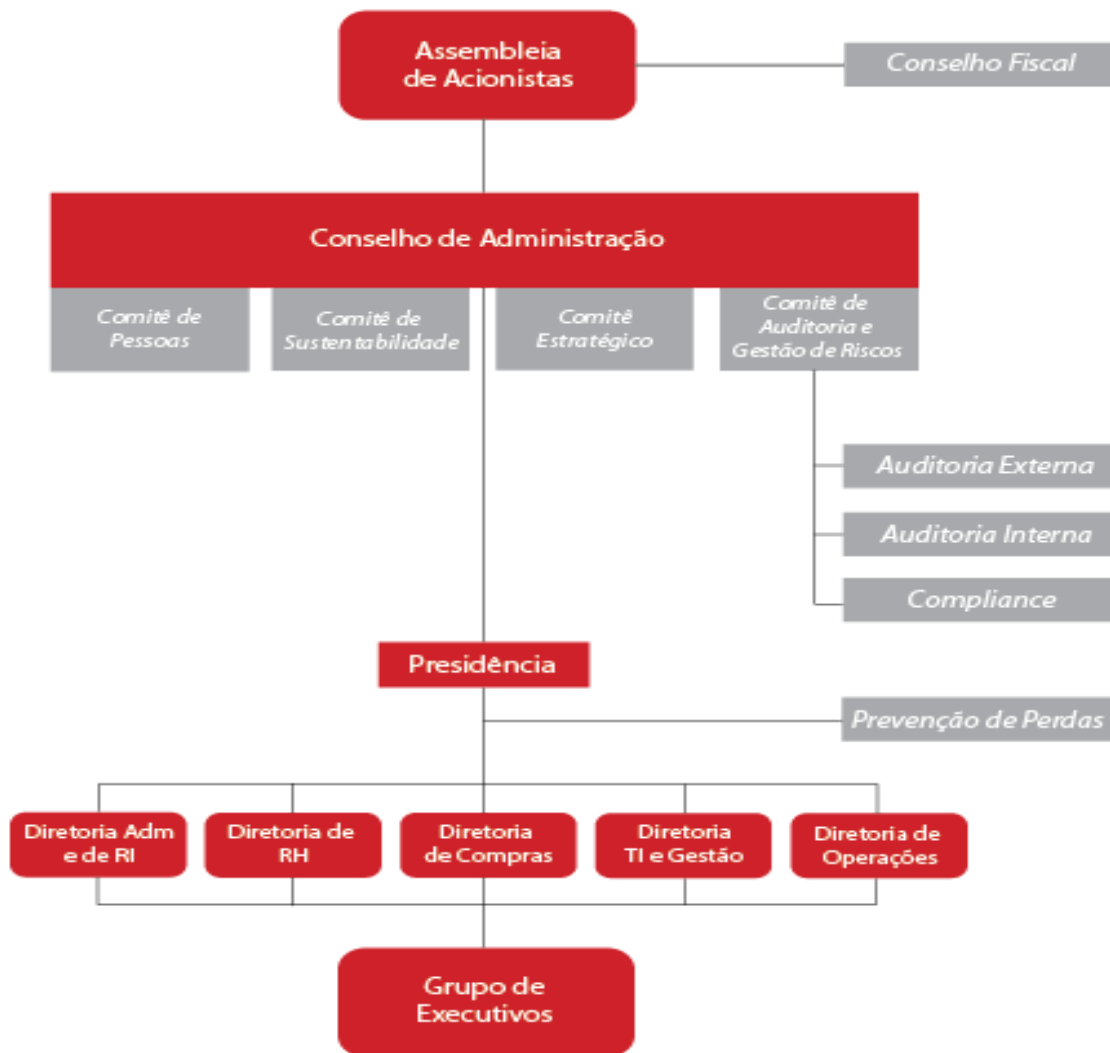 Assembleia
de Acionistas
Conselho Fiscal
Conselho de Administração
Comitê de
Pessoas
Comitê de
Sustentabilidade
Comitê
Estratégico
Comitê de
Auditoria e
Gestão de Riscos
Auditoria Externa
Auditoria Interna
Compliance
Presidência
Prevenção de Perdas
Diretoria Adm
e de RI
Diretoria de
RH
Diretoria
de Compras
Diretoria
TI e Gestão
Diretoria de
Operações
Grupo de
Executivos